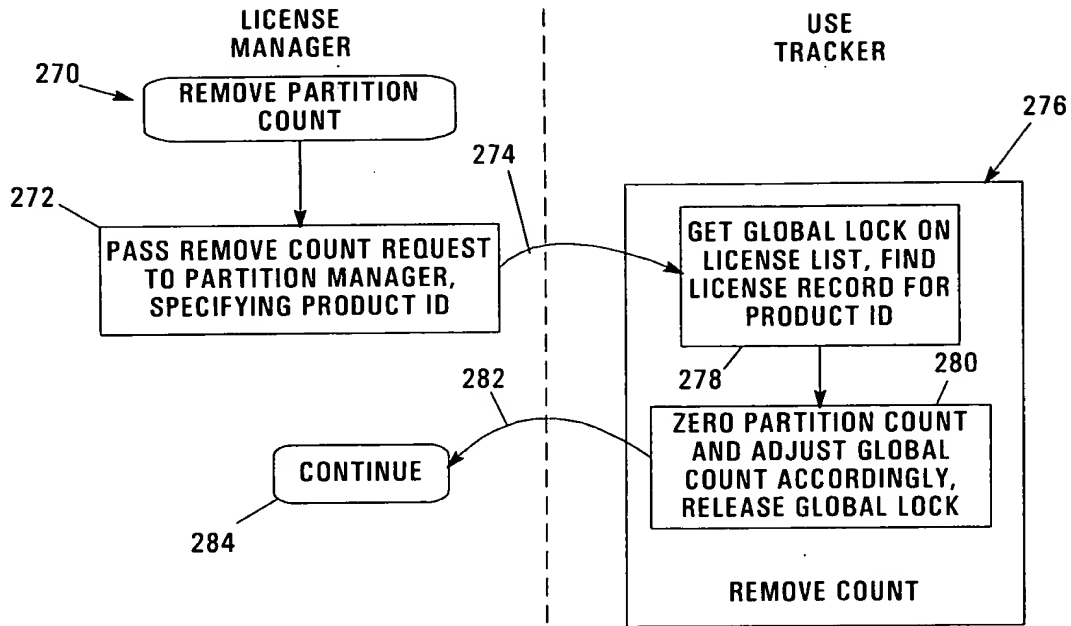 LICENSE
MANAGER
USE
TRACKER
270
REMOVE PARTITION
COUNT
276
274
272
PASS REMOVE COUNT REQUEST
TO PARTITION MANAGER,
SPECIFYING PRODUCT ID
GET GLOBAL LOCK ON
LICENSE LIST, FIND
LICENSE RECORD FOR
PRODUCT ID
278
280
282
ZERO PARTITION COUNT
AND ADJUST GLOBAL
COUNT ACCORDINGLY,
RELEASE GLOBAL LOCK
CONTINUE
284
REMOVE COUNT